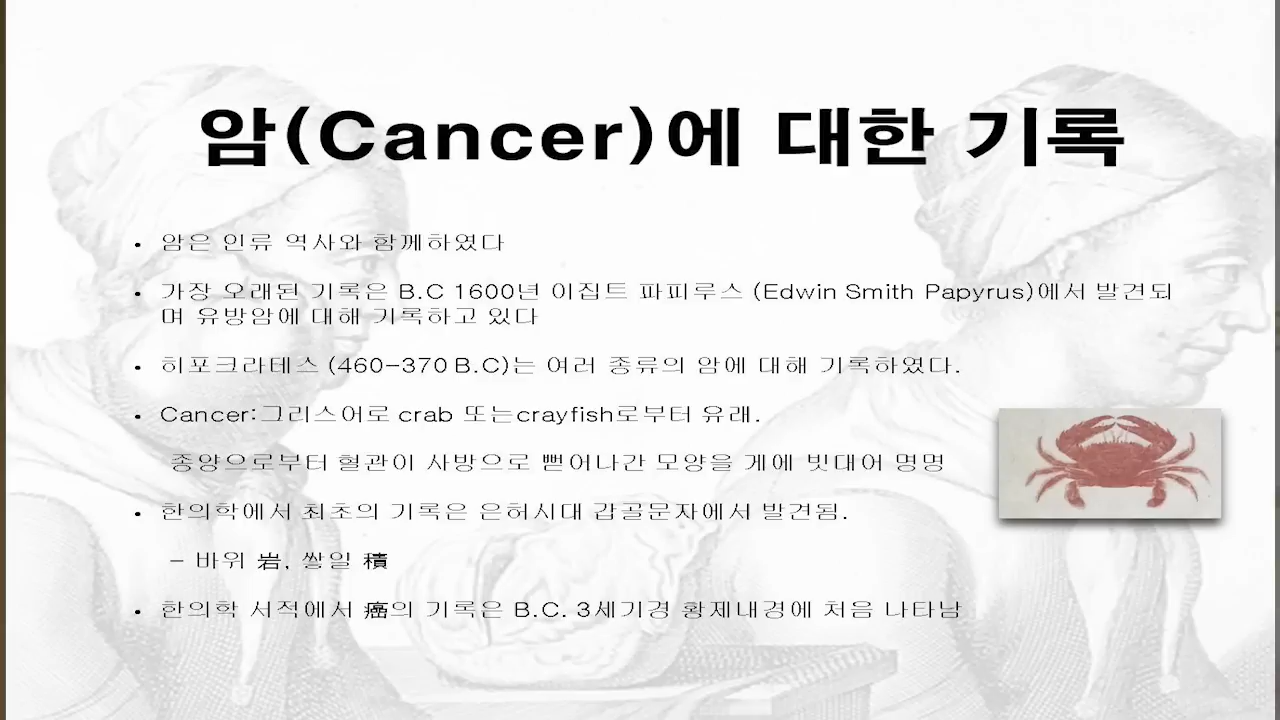 암(Cancer)에 대한 기록
• 암은 인류 역사와 함께하였다
• 가장 오래된 기록은 B.C 1600년 이집트 파피루스 (Edwin Smith Papyrus)에서 발견되
며 유방암에 대해 기록하고 있다
• 히포크라테스 (460-370 B.C)는 여러 종류의 암에 대해 기록하였다.
• Cancer:그리스어로 crab 또는crayfish로부터 유래.
종양으로부터 혈관이 사방으로 뻗어나간 모양을 게에 빗대어 명명
• 한의학에서 최초의 기록은 은허시대 갑골문자에서 발견됨.
- 바위 岩, 쌓일 積
• 한의학 서적에서 癌의 기록은 B.C. 3세기경 황제내경에 처음 나타남